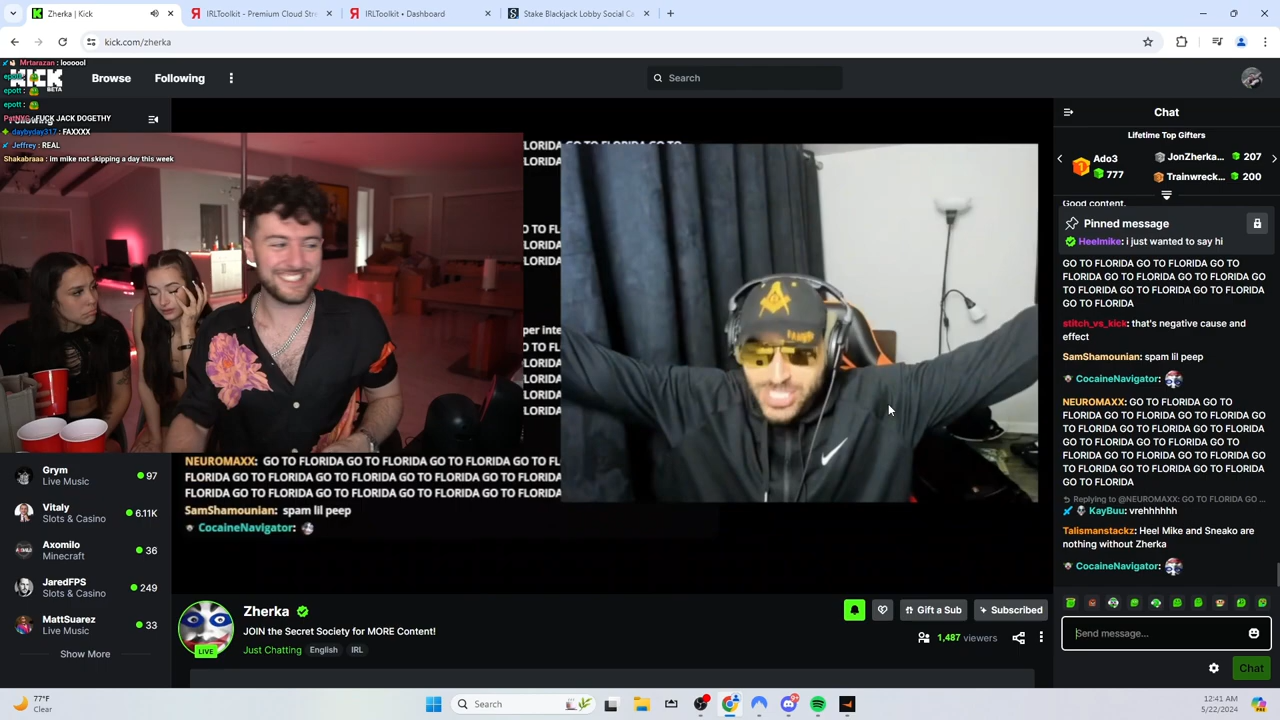 Zherka | Kick
IRLToolkit - Premium Cloud Stre
IRLToolkit • Dashboard
Stake Blackjack Lobby Social Ca
kick.com/zherka
Mrtarazan: loooool
epott:
epott:
epott:
FUCK JACK DOGETHY
daybyday317: FAXXXX
Jeffrey: REAL
Shakabraaa: im mike not skipping a day this week
KICK
BETA
Browse
Following
Search
Chat
Lifetime Top Gifters
Ado3
777
JonZherka...
207
Trainwreck...
200
Good content.
Pinned message
Heelmike: i just wanted to say hi
GO TO FLORIDA GO TO FLORIDA GO TO
FLORIDA GO TO FLORIDA GO TO FLORIDA
GO TO FLORIDA GO TO FLORIDA GO TO
GO TO FLORIDA
stitch_vs_kick: that's negative cause and
effect
SamShamounian: spam lil peep
CocaineNavigator:
NEUROMAXX: GO TO FLORIDA GO TO
FLORIDA GO TO FLORIDA GO TO FLORIDA
GO TO FLORIDA GO TO FLORIDA GO TO
FLORIDA GO TO FLORIDA GO TO FLORIDA
GO TO FLORIDA GO TO FLORIDA GO TO
FLORIDA GO TO FLORIDA GO TO FLORIDA
GO TO FLORIDA
Replying to @NEUROMAXX: GO TO FLORIDA GO ...
KayBuu: vrehhhhhh
Talismanstackz: Heel Mike and Sneako are
nothing without Zherka
CocaineNavigator:
Send message...
Chat
LORIDA GO TO FLORIDA GO TO
NEUROMAXX: GO TO FLORIDA GO TO FLORIDA GO TO FLORIDA GO TO FL
FLORIDA GO TO FLORIDA GO TO FLORIDA GO TO FLORIDA GO TO FLORIDA
FLORIDA GO TO FLORIDA GO TO FLORIDA GO TO FLORIDA GO TO FLORIDA
SamShamounian: spam lil peep
CocaineNavigator:
Grym
Live Music
97
Vitaly
Slots & Casino
6.11K
Axomilo
Minecraft
36
JaredFPS
Slots & Casino
249
MattSuarez
Live Music
33
Show More
Zherka
LIVE
JOIN the Secret Society for MORE Content!
Just Chatting
English
IRL
Gift a Sub
Subscribed
1,487 viewers
77°F
Clear
Search
12:41 AM
5/22/2024